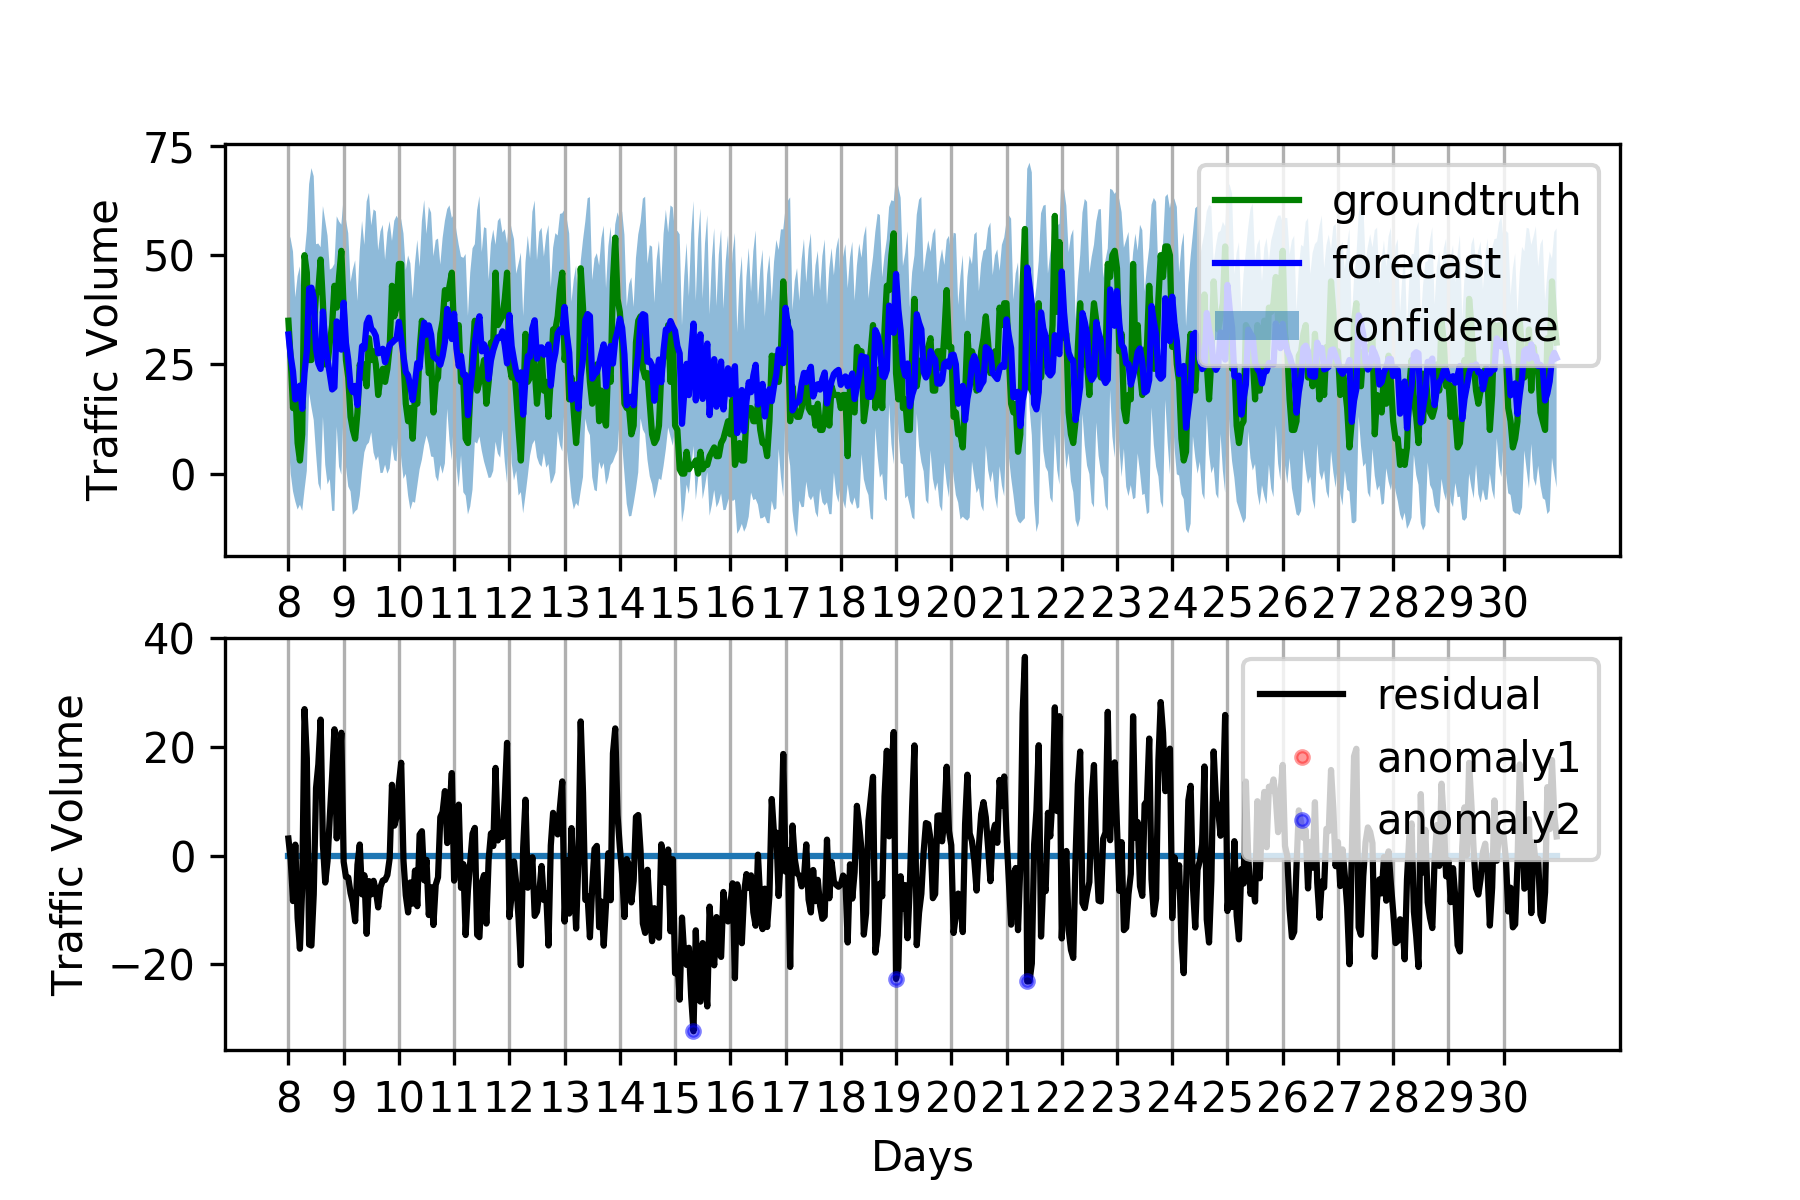 75
50
25
0
Traffic Volume
groundtruth
forecast
confidence
8 9 10 11 12 13 14 15 16 17 18 19 20 21 22 23 24 25 26 27 28 29 30
40
20
0
−20
Traffic Volume
residual
anomaly1
anomaly2
8 9 10 11 12 13 14 15 16 17 18 19 20 21 22 23 24 25 26 27 28 29 30
Days